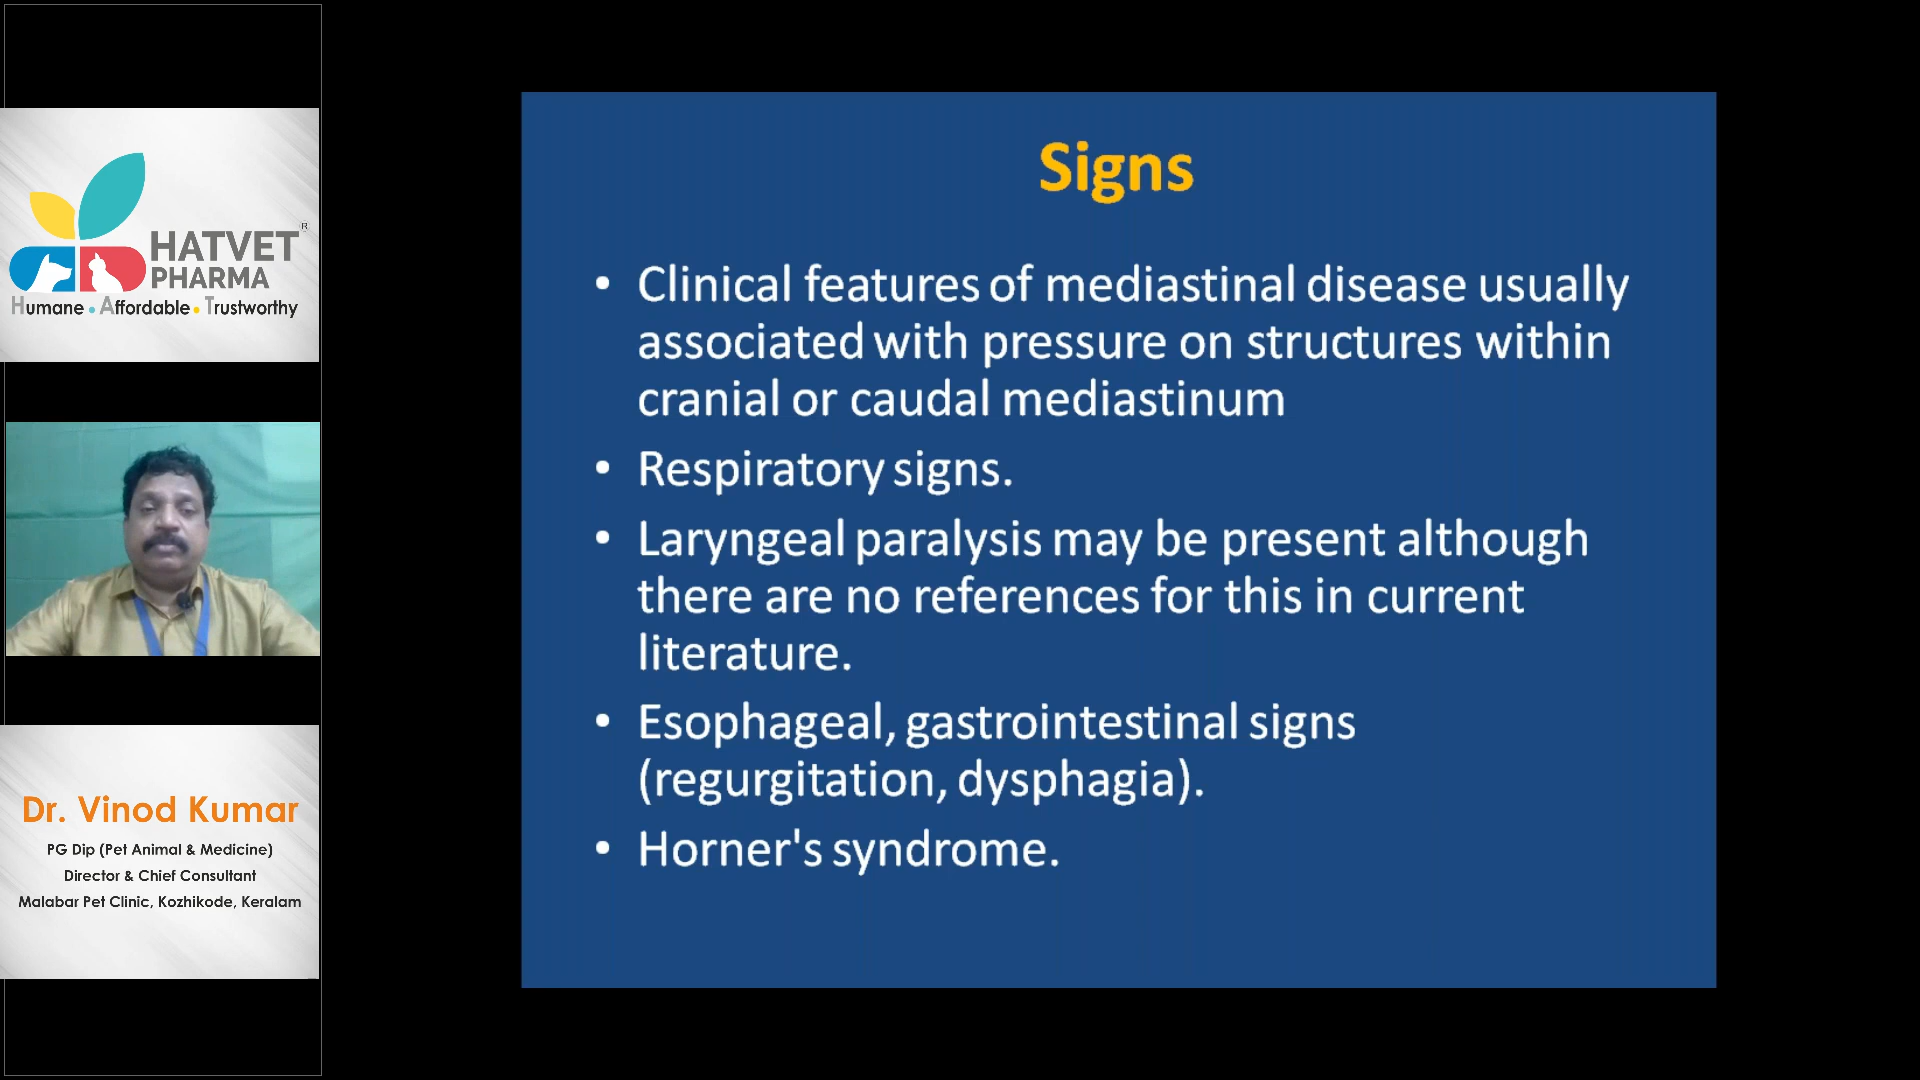 HATVET
®
PHARMA
Humane • Affordable • Trustworthy
Dr. Vinod Kumar
PG Dip (Pet Animal & Medicine)
Director & Chief Consultant
Malabar Pet Clinic, Kozhikode, Keralam
Signs
• Clinical features of mediastinal disease usually
associated with pressure on structures within
cranial or caudal mediastinum
• Respiratory signs.
• Laryngeal paralysis may be present although
there are no references for this in current
literature.
• Esophageal, gastrointestinal signs
(regurgitation, dysphagia).
• Horner's syndrome.